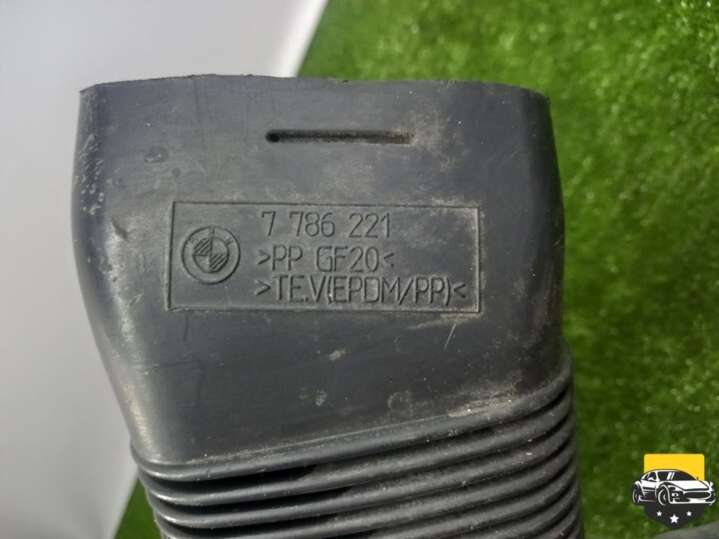 7 786 221
>PP GF20<
>TE.V(EPDM/PP)<